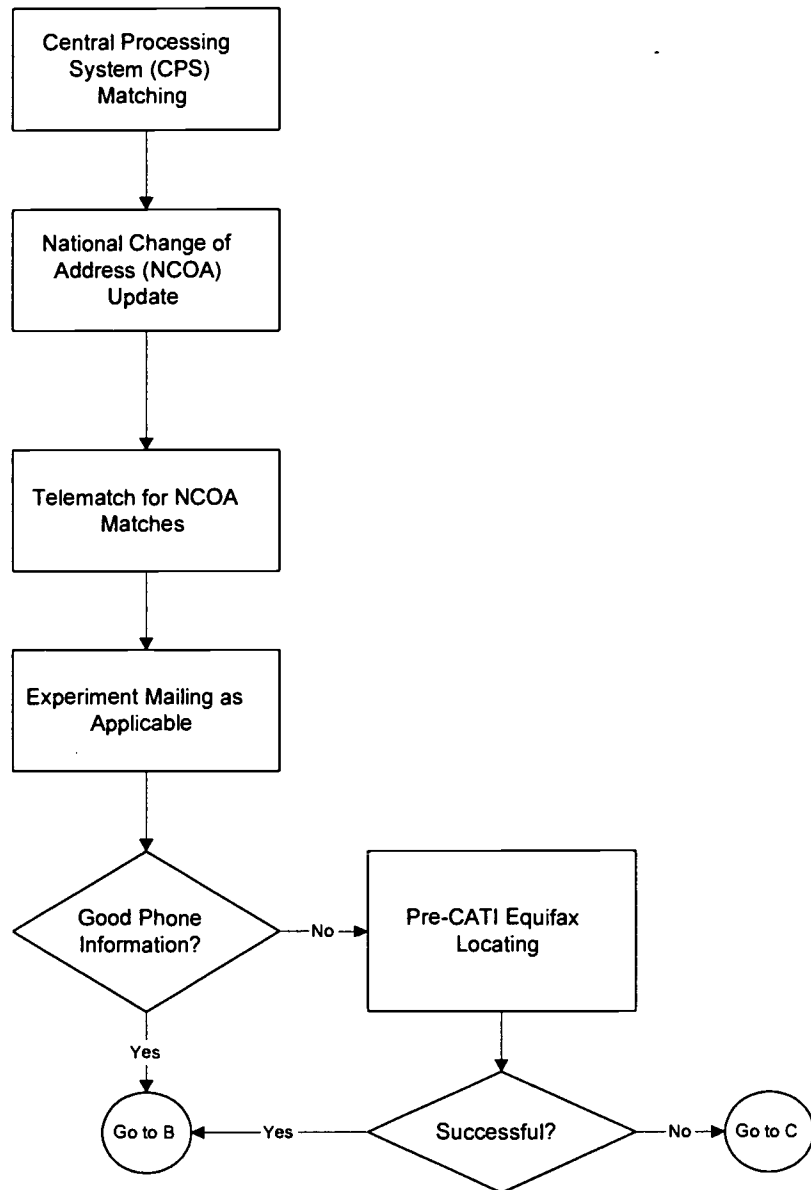 Central Processing
System (CPS)
Matching
National Change of
Address (NCOA)
Update
Telematch for NCOA
Matches
Experiment Mailing as
Applicable
Good Phone
Information?
No
Pre-CATI Equifax
Locating
Yes
Go to B
Yes
Successful?
No
Go to C